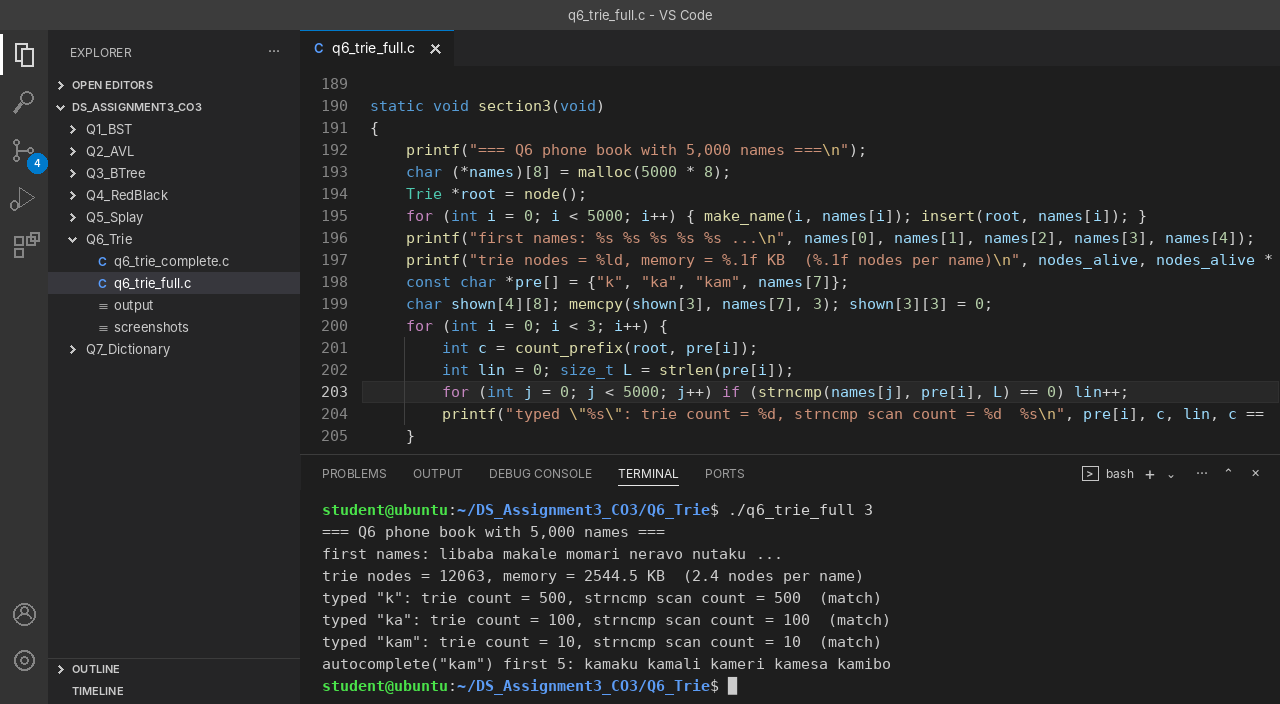 q6_trie_full.c - VS Code
EXPLORER
OPEN EDITORS
DS_ASSIGNMENT3_CO3
Q1_BST
Q2_AVL
Q3_BTree
Q4_RedBlack
Q5_Splay
Q6_Trie
C q6_trie_complete.c
C q6_trie_full.c
output
screenshots
Q7_Dictionary
4
OUTLINE
TIMELINE
C q6_trie_full.c
189
190 static void section3(void)
191 {
192     printf("=== Q6 phone book with 5,000 names ===\n");
193     char (*names)[8] = malloc(5000 * 8);
194     Trie *root = node();
195     for (int i = 0; i < 5000; i++) { make_name(i, names[i]); insert(root, names[i]); }
196     printf("first names: %s %s %s %s %s ...\n", names[0], names[1], names[2], names[3], names[4]);
197     printf("trie nodes = %ld, memory = %.1f KB  (%.1f nodes per name)\n", nodes_alive, nodes_alive *
198     const char *pre[] = {"k", "ka", "kam", names[7]};
199     char shown[4][8]; memcpy(shown[3], names[7], 3); shown[3][3] = 0;
200     for (int i = 0; i < 3; i++) {
201         int c = count_prefix(root, pre[i]);
202         int lin = 0; size_t L = strlen(pre[i]);
203         for (int j = 0; j < 5000; j++) if (strncmp(names[j], pre[i], L) == 0) lin++;
204         printf("typed \"%s\": trie count = %d, strncmp scan count = %d  %s\n", pre[i], c, lin, c ==
205     }
PROBLEMS OUTPUT DEBUG CONSOLE TERMINAL PORTS bash
student@ubuntu:~/DS_Assignment3_CO3/Q6_Trie$ ./q6_trie_full 3
=== Q6 phone book with 5,000 names ===
first names: libaba makale momari neravo nutaku ...
trie nodes = 12063, memory = 2544.5 KB  (2.4 nodes per name)
typed "k": trie count = 500, strncmp scan count = 500  (match)
typed "ka": trie count = 100, strncmp scan count = 100  (match)
typed "kam": trie count = 10, strncmp scan count = 10  (match)
autocomplete("kam") first 5: kamaku kamali kameri kamesa kamibo
student@ubuntu:~/DS_Assignment3_CO3/Q6_Trie$